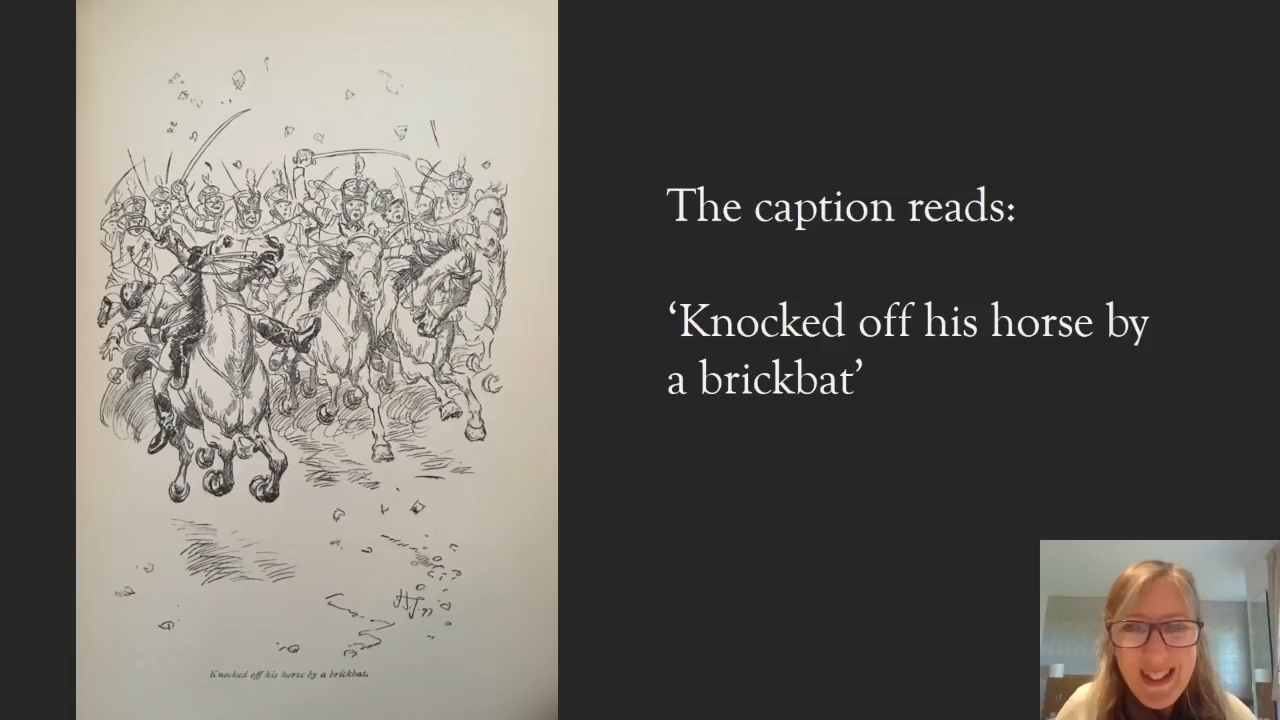 The caption reads:
‘Knocked off his horse by
a brickbat’
Knocked off his horse by a brickbat.